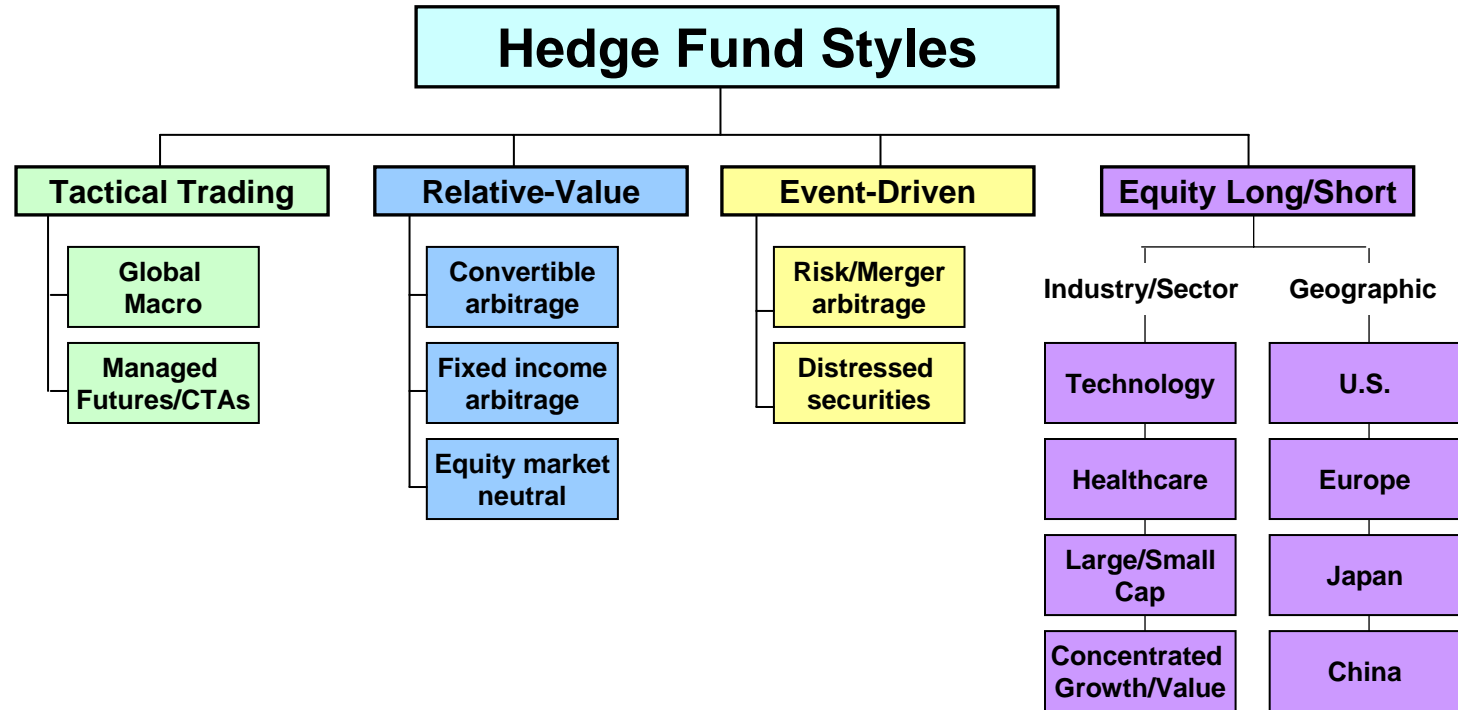 Hedge Fund Styles
Tactical Trading
Global
Macro
Managed
Futures/CTAs
Relative-Value
Convertible
arbitrage
Fixed income
arbitrage
Equity market
neutral
Event-Driven
Risk/Merger
arbitrage
Distressed
securities
Equity Long/Short
Industry/Sector
Technology
Healthcare
Large/Small
Cap
Concentrated
Growth/Value
Geographic
U.S.
Europe
Japan
China